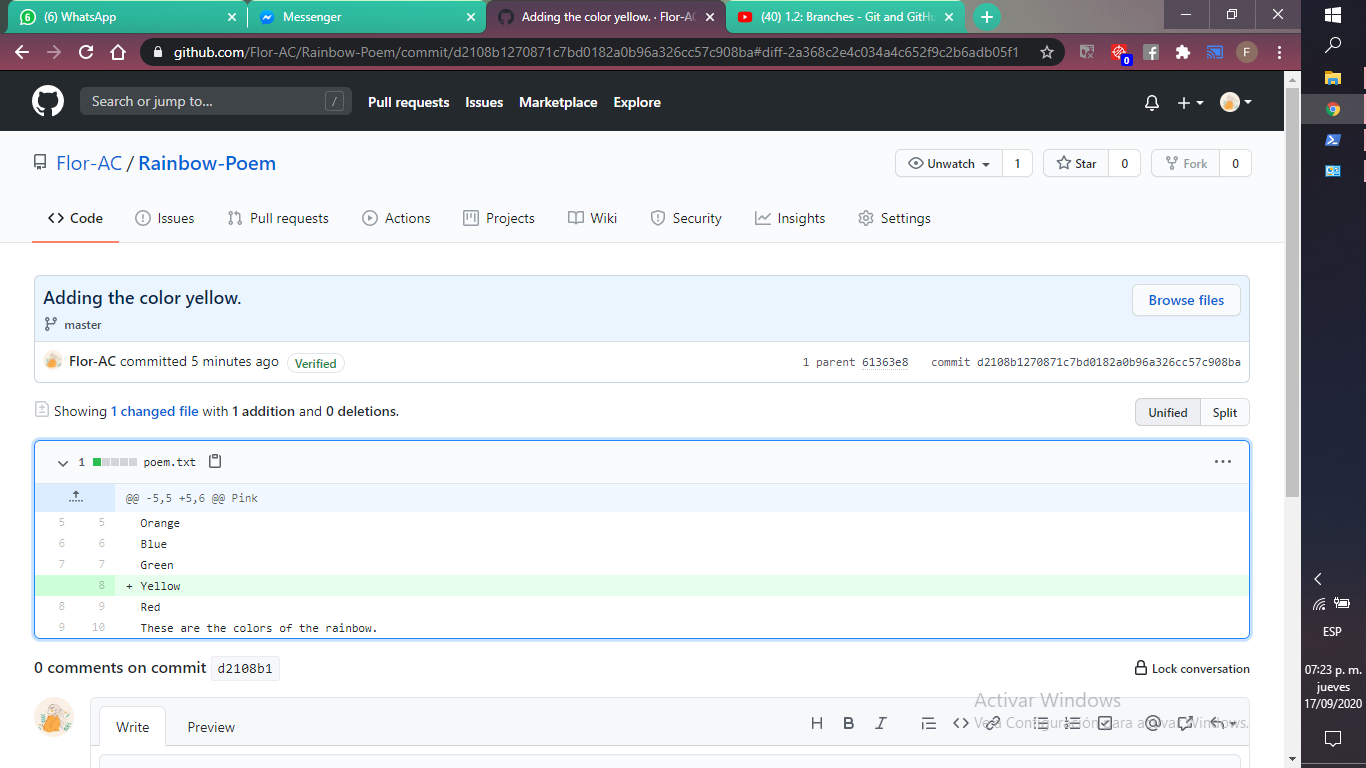 (6) WhatsApp
Messenger
Adding the color yellow. · Flor-AC
(40) 1.2: Branches - Git and GitHu
github.com/Flor-AC/Rainbow-Poem/commit/d2108b1270871c7bd0182a0b96a326cc57c908ba#diff-2a368c2e4c034a4c652f9c2b6adb05f1
0
F
Search or jump to...
/
Pull requests Issues Marketplace Explore
Flor-AC / Rainbow-Poem
Unwatch 1 Star 0 Fork 0
Code Issues Pull requests Actions Projects Wiki Security Insights Settings
Adding the color yellow.
Browse files
master
Flor-AC committed 5 minutes ago Verified
1 parent 61363e8 commit d2108b1270871c7bd0182a0b96a326cc57c908ba
Showing 1 changed file with 1 addition and 0 deletions.
Unified Split
1 poem.txt
@@ -5,5 +5,6 @@ Pink
5 5 Orange
6 6 Blue
7 7 Green
8 + Yellow
8 9 Red
9 10 These are the colors of the rainbow.
0 comments on commit d2108b1
Lock conversation
Write Preview
H B I
Activar Windows
Ve a Configuración para activar Windows.
ESP
07:23 p. m.
jueves
17/09/2020